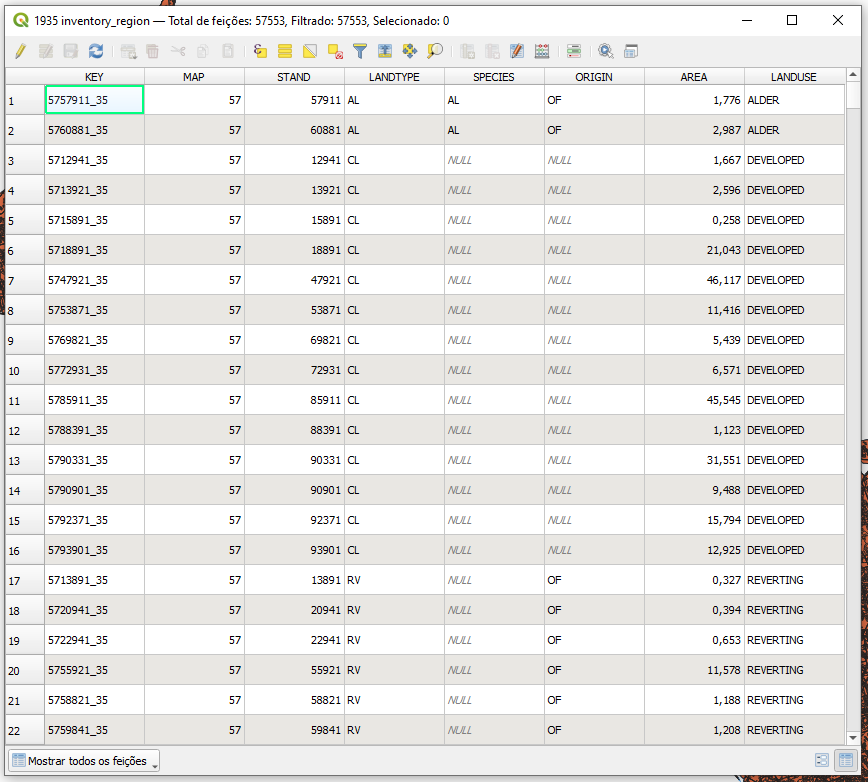 1935 inventory_region — Total de feições: 57553, Filtrado: 57553, Selecionado: 0
KEY MAP STAND LANDTYPE SPECIES ORIGIN AREA LANDUSE
1 5757911_35 57 57911 AL AL OF 1,776 ALDER
2 5760881_35 57 60881 AL AL OF 2,987 ALDER
3 5712941_35 57 12941 CL NULL NULL 1,667 DEVELOPED
4 5713921_35 57 13921 CL NULL NULL 2,596 DEVELOPED
5 5715891_35 57 15891 CL NULL NULL 0,258 DEVELOPED
6 5718891_35 57 18891 CL NULL NULL 21,043 DEVELOPED
7 5747921_35 57 47921 CL NULL NULL 46,117 DEVELOPED
8 5753871_35 57 53871 CL NULL NULL 11,416 DEVELOPED
9 5769821_35 57 69821 CL NULL NULL 5,439 DEVELOPED
10 5772931_35 57 72931 CL NULL NULL 6,571 DEVELOPED
11 5785911_35 57 85911 CL NULL NULL 45,545 DEVELOPED
12 5788391_35 57 88391 CL NULL NULL 1,123 DEVELOPED
13 5790331_35 57 90331 CL NULL NULL 31,551 DEVELOPED
14 5790901_35 57 90901 CL NULL NULL 9,488 DEVELOPED
15 5792371_35 57 92371 CL NULL NULL 15,794 DEVELOPED
16 5793901_35 57 93901 CL NULL NULL 12,925 DEVELOPED
17 5713891_35 57 13891 RV NULL OF 0,327 REVERTING
18 5720941_35 57 20941 RV NULL OF 0,394 REVERTING
19 5722941_35 57 22941 RV NULL OF 0,653 REVERTING
20 5755921_35 57 55921 RV NULL OF 11,578 REVERTING
21 5758821_35 57 58821 RV NULL OF 1,188 REVERTING
22 5759841_35 57 59841 RV NULL OF 1,208 REVERTING
Mostrar todos os feições